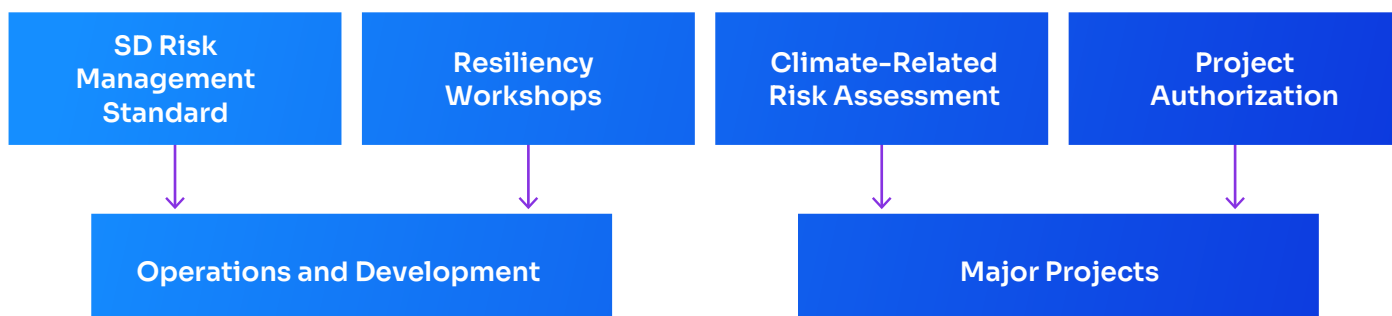 SD Risk
Management
Standard
Resiliency
Workshops
Climate-Related
Risk Assessment
Project
Authorization
Operations and Development
Major Projects